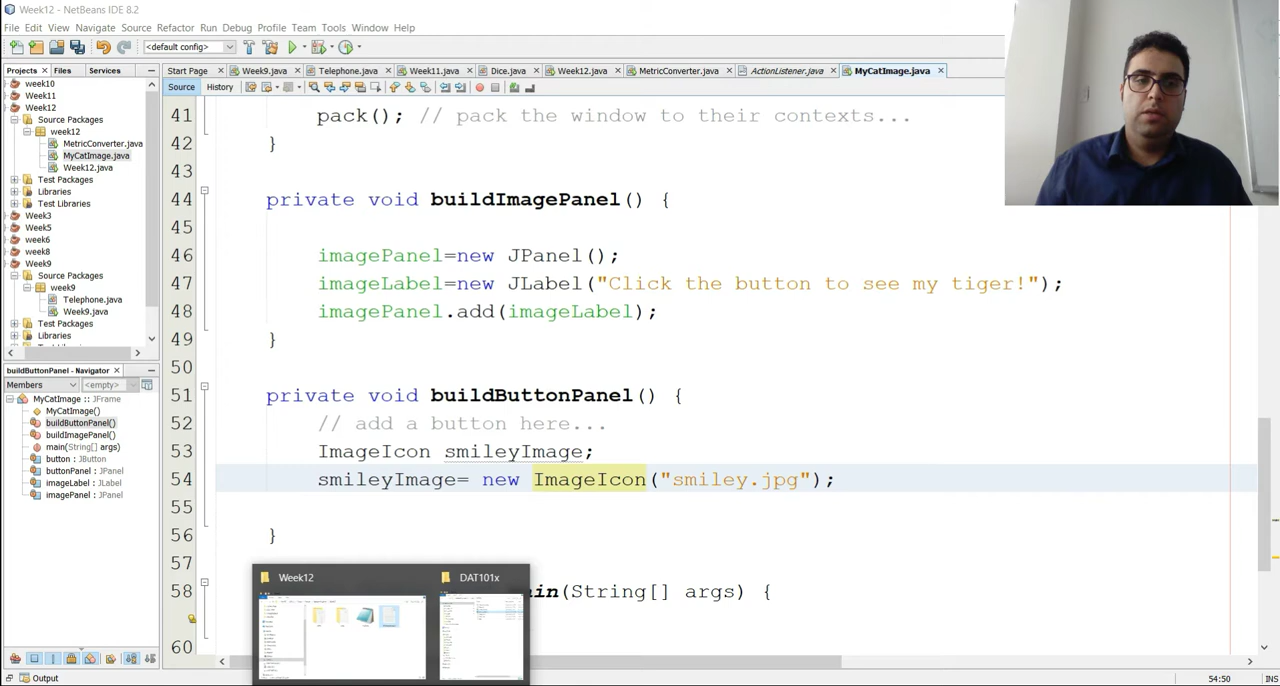 Week12 - NetBeans IDE 8.2
File Edit View Navigate Source Refactor Run Debug Profile Team Tools Window Help
<default config>
Projects Files Services
Start Page Week9.java Telephone.java Week11.java Dice.java Week12.java MetricConverter.java ActionListener.java MyCatImage.java
Source History
week10
Week11
Week12
Source Packages
week12
MetricConverter.java
MyCatImage.java
Week12.java
Test Packages
Libraries
Test Libraries
Week3
Week5
week6
week8
Week9
Source Packages
week9
Telephone.java
Week9.java
Test Packages
Libraries
buildButtonPanel - Navigator
Members <empty>
MyCatImage :: JFrame
MyCatImage()
buildButtonPanel()
buildImagePanel()
main(String[] args)
button : JButton
buttonPanel : JPanel
imageLabel : JLabel
imagePanel : JPanel
41 pack(); // pack the window to their contexts...
42 }
43
44 private void buildImagePanel() {
45
46 imagePanel=new JPanel();
47 imageLabel=new JLabel("Click the button to see my tiger!");
48 imagePanel.add(imageLabel);
49 }
50
51 private void buildButtonPanel() {
52 // add a button here...
53 ImageIcon smileyImage;
54 smileyImage= new ImageIcon("smiley.jpg");
55
56 }
57
58 in(String[] args) {
60
Week12
DAT101x
Output
54:50 INS